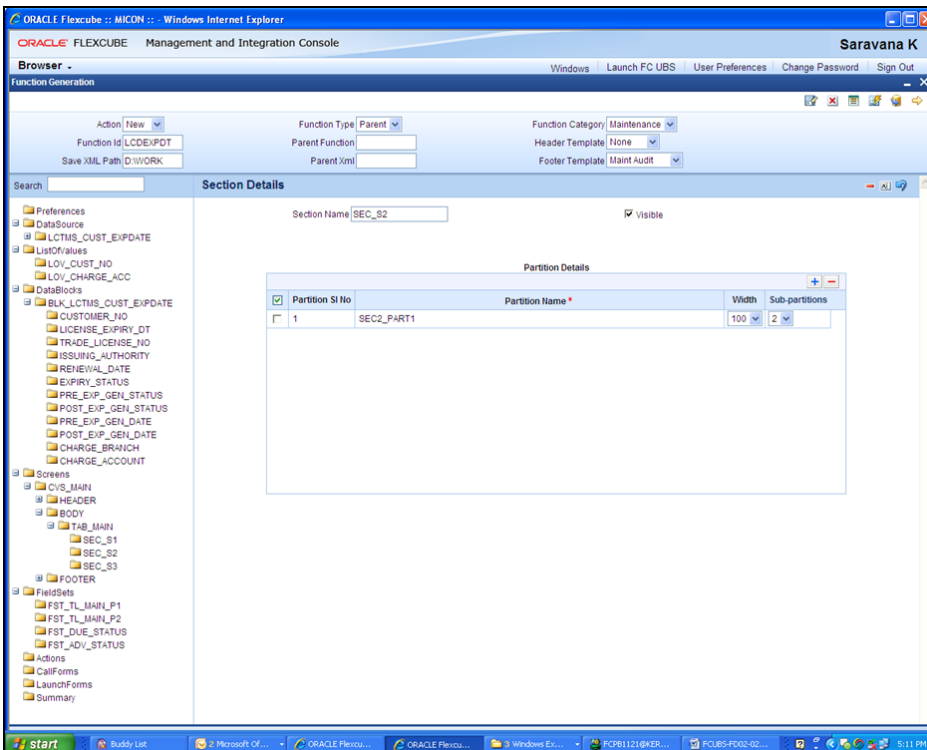 ORACLE Flexcube :: MICON :: - Windows Internet Explorer
ORACLE FLEXCUBE Management and Integration Console
Saravana K
Browser
Windows Launch FC UBS User Preferences Change Password Sign Out
Function Generation
Action New Function Type Parent Function Category Maintenance
Function Id LCDEXPDT Parent Function Header Template None
Save XML Path D:\WORK Parent Xml Footer Template Maint Audit
Search
Section Details
Section Name SEC_S2 Visible
Partition Details
Partition Sl No Partition Name * Width Sub-partitions
1 SEC2_PART1 100 2
Preferences
DataSource
LCTMS_CUST_EXPDATE
ListOfValues
LOV_CUST_NO
LOV_CHARGE_ACC
DataBlocks
BLK_LCTMS_CUST_EXPDATE
CUSTOMER_NO
LICENSE_EXPIRY_DT
TRADE_LICENSE_NO
ISSUING_AUTHORITY
RENEWAL_DATE
EXPIRY_STATUS
PRE_EXP_GEN_STATUS
POST_EXP_GEN_STATUS
PRE_EXP_GEN_DATE
POST_EXP_GEN_DATE
CHARGE_BRANCH
CHARGE_ACCOUNT
Screens
CVS_MAIN
HEADER
BODY
TAB_MAIN
SEC_S1
SEC_S2
SEC_S3
FOOTER
FieldSets
FST_TL_MAIN_P1
FST_TL_MAIN_P2
FST_DUE_STATUS
FST_ADV_STATUS
Actions
CallForms
LaunchForms
Summary
start Buddy List 2 Microsoft Of... ORACLE Flexcu... ORACLE Flexcu... 3 Windows Ex... FCPB1121@KER... FCUBS-FD02-02... 5:11 PM